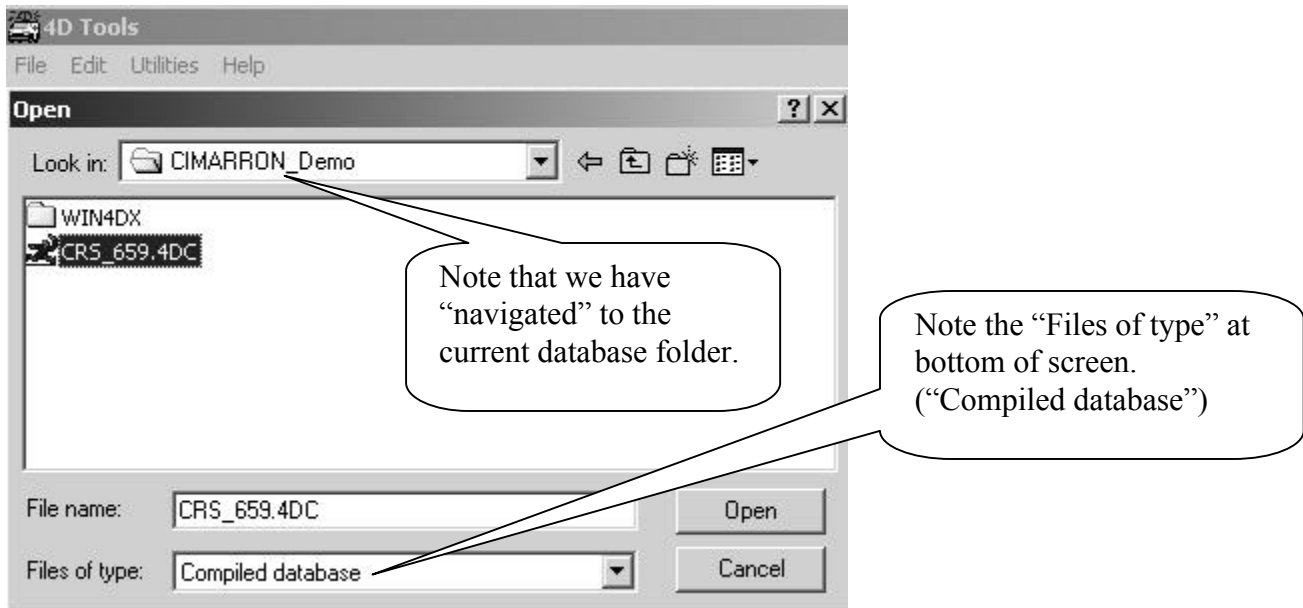 4D Tools
File Edit Utilities Help
Open
Look in: CIMARRON_Demo
WIN4DX
CRS_659.4DC
Note that we have
“navigated” to the
current database folder.
Note the “Files of type” at
bottom of screen.
(“Compiled database”)
File name: CRS_659.4DC Open
Files of type: Compiled database Cancel